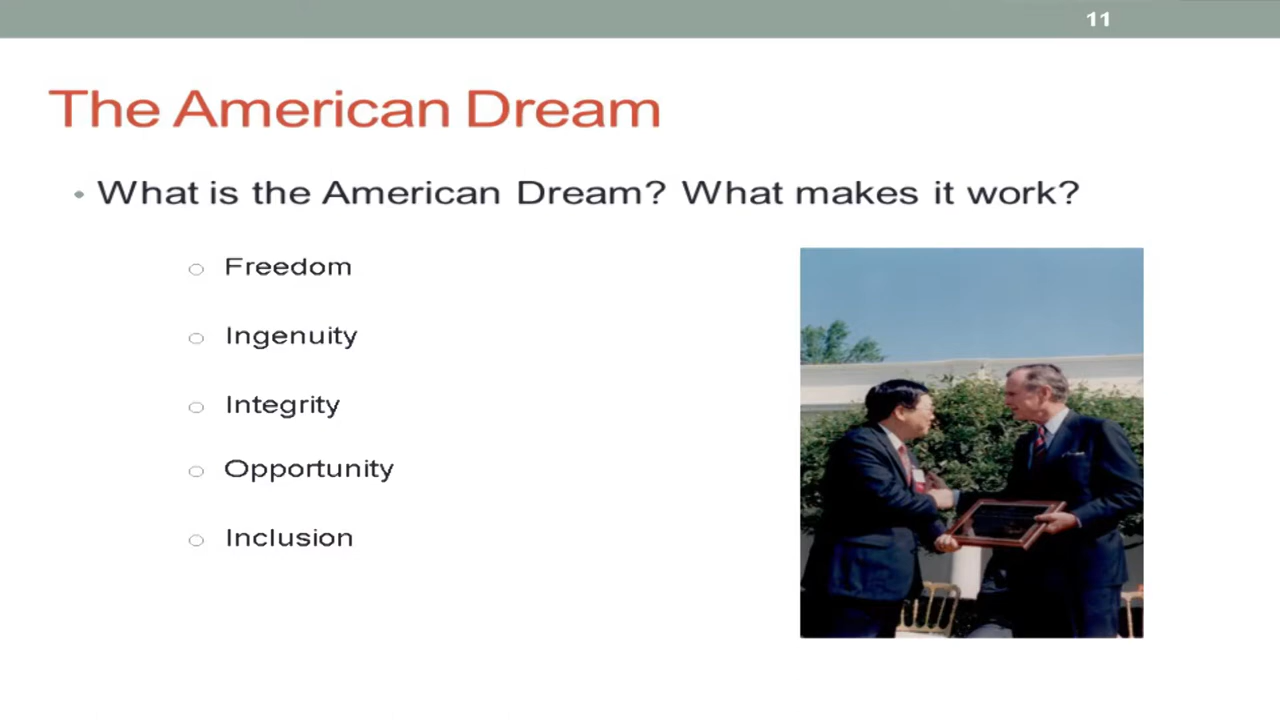 11
The American Dream
• What is the American Dream? What makes it work?
○ Freedom
○ Ingenuity
○ Integrity
○ Opportunity
○ Inclusion